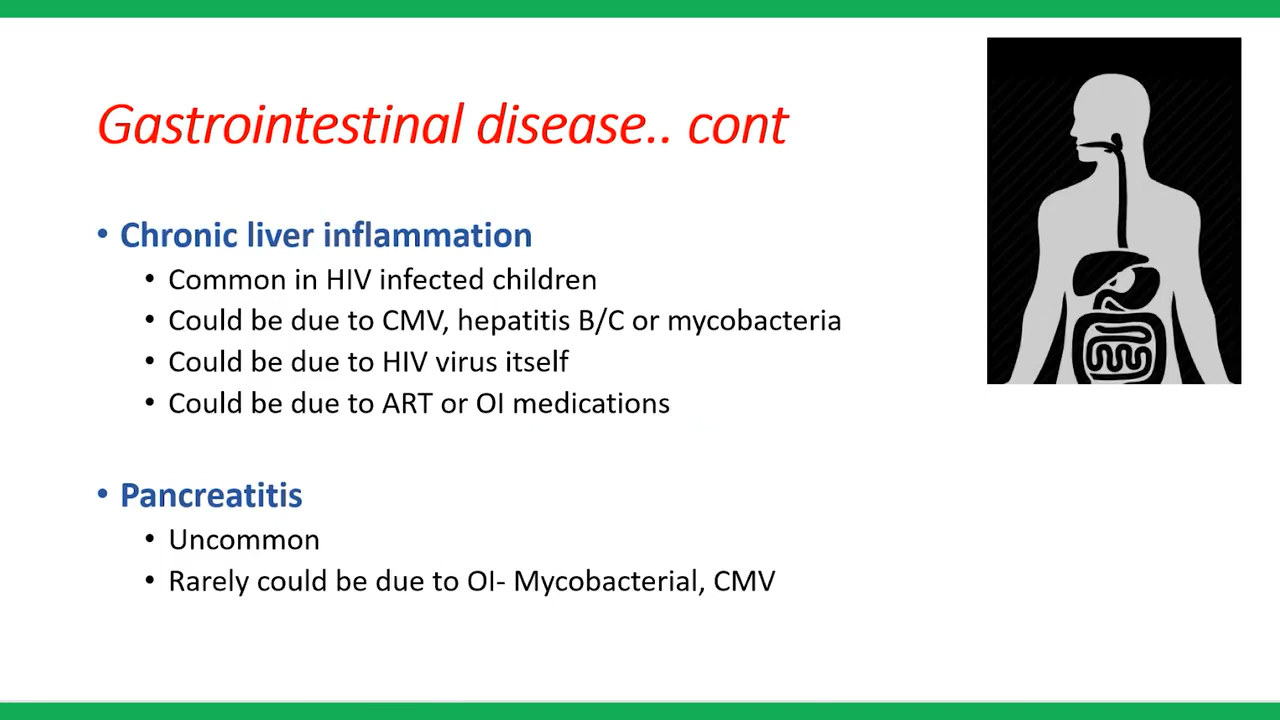 Gastrointestinal disease.. cont
• Chronic liver inflammation
• Common in HIV infected children
• Could be due to CMV, hepatitis B/C or mycobacteria
• Could be due to HIV virus itself
• Could be due to ART or OI medications
• Pancreatitis
• Uncommon
• Rarely could be due to OI- Mycobacterial, CMV